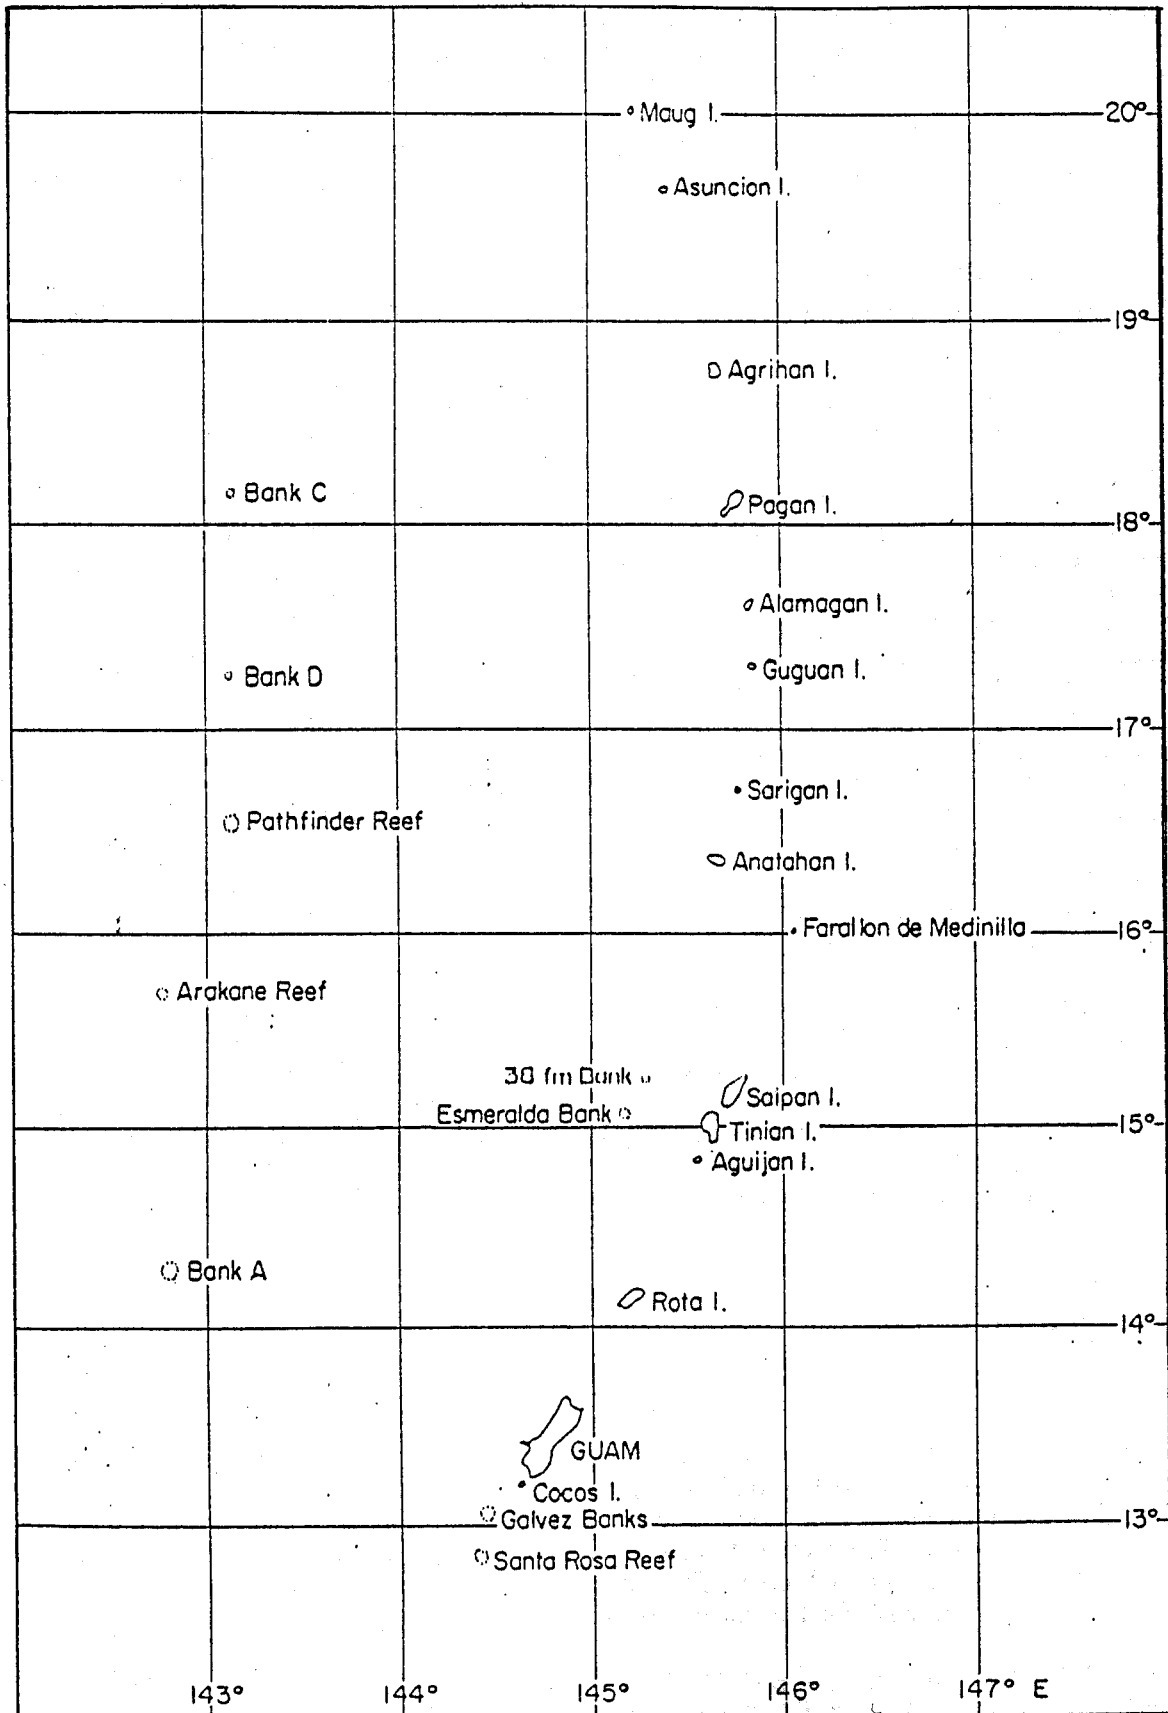 Maug I.
20°
Asuncion I.
19°
Agrihan I.
Bank C
Pagan I.
18°
Alamagan I.
Guguan I.
Bank D
17°
Sarigan I.
Pathfinder Reef
Anatahan I.
Farallon de Medinilla
16°
Arakane Reef
38 fm Bank
Saipan I.
Esmeralda Bank
15°
Tinian I.
Aguijan I.
Bank A
Rota I.
14°
GUAM
Cocos I.
Galvez Banks
13°
Santa Rosa Reef
143° 144° 145° 146° 147° E